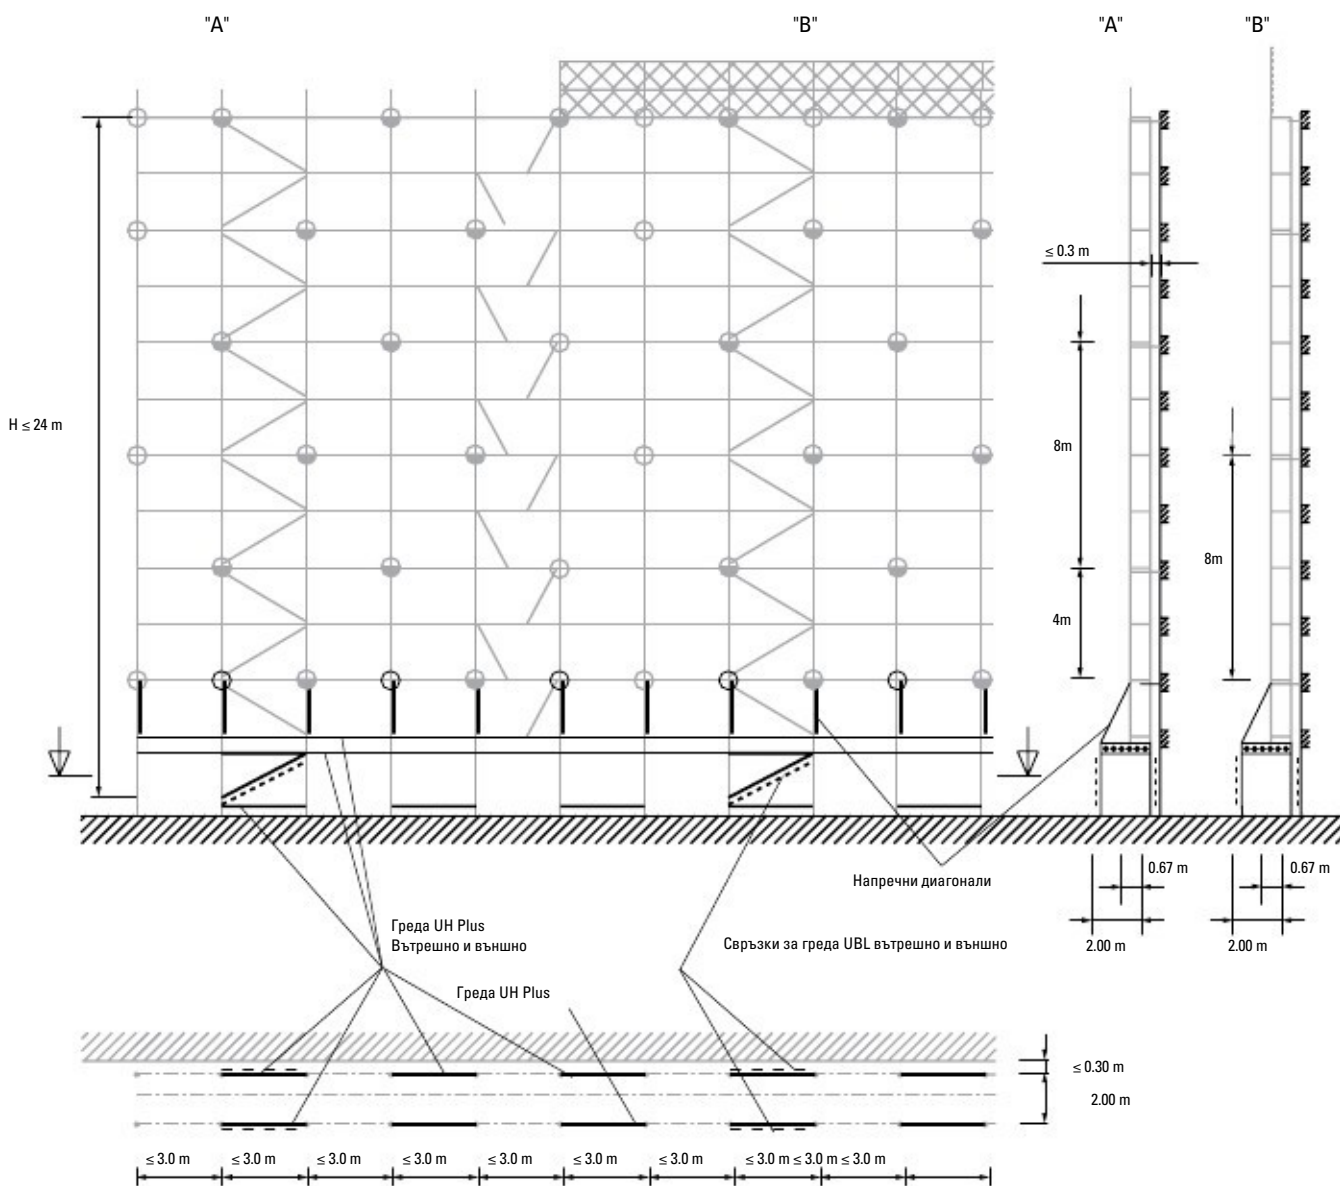 "A"
"B"
"A"
"B"
≤ 0.3 m
H ≤ 24 m
8m
8m
4m
Напречни диагонали
0.67 m
0.67 m
2.00 m
2.00 m
Греда UH Plus
Вътрешно и външно
Свръзки за греда UBL вътрешно и външно
Греда UH Plus
≤ 0.30 m
2.00 m
≤ 3.0 m ≤ 3.0 m ≤ 3.0 m ≤ 3.0 m ≤ 3.0 m ≤ 3.0 m ≤ 3.0 m ≤ 3.0 m ≤ 3.0 m ≤ 3.0 m